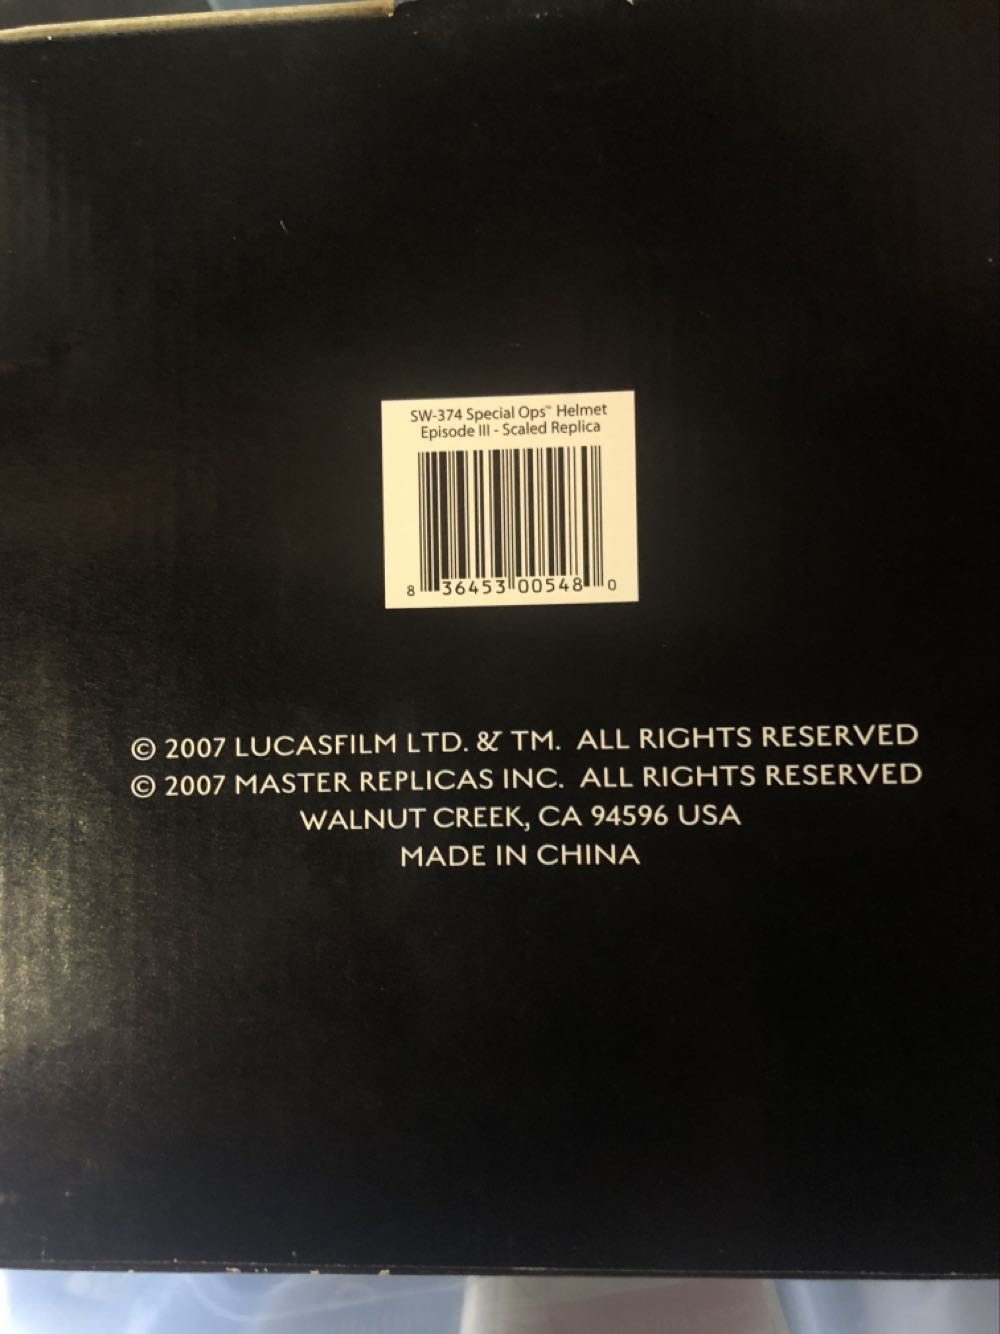 SW-374 Special Ops™ Helmet
Episode III - Scaled Replica
8 36453 00548 0
© 2007 LUCASFILM LTD. & TM. ALL RIGHTS RESERVED
© 2007 MASTER REPLICAS INC. ALL RIGHTS RESERVED
WALNUT CREEK, CA 94596 USA
MADE IN CHINA